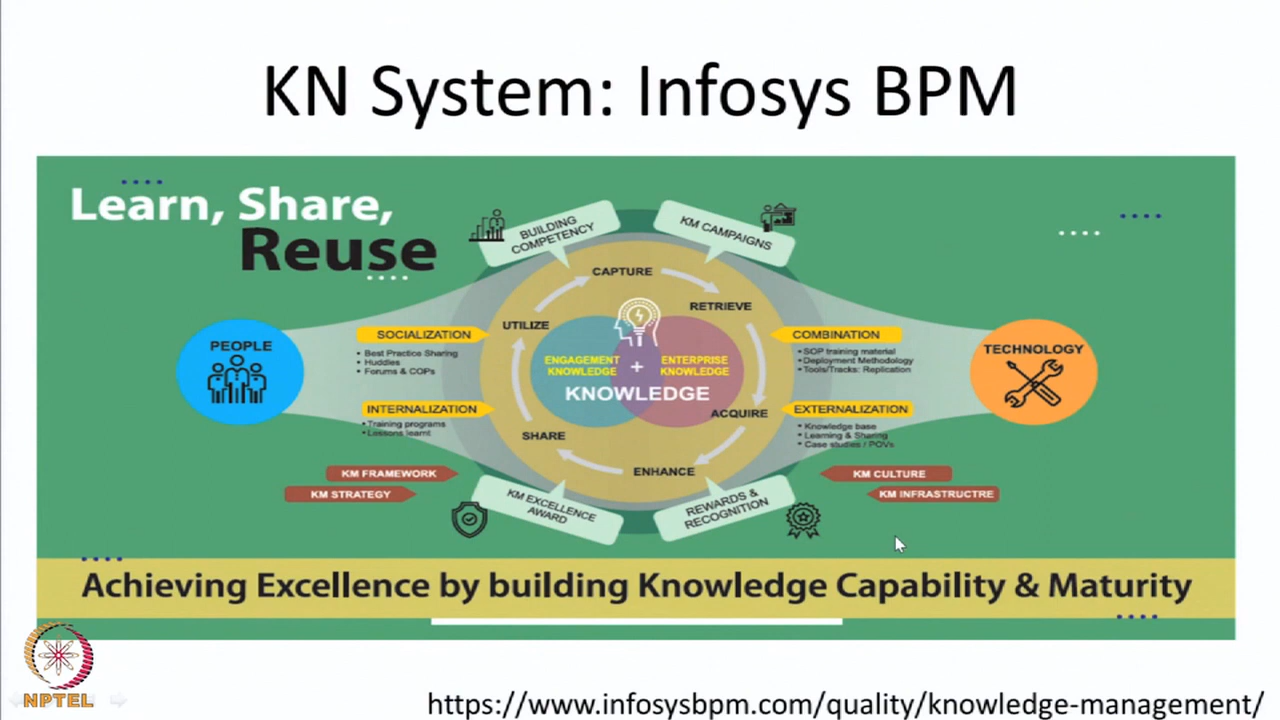 KN System: Infosys BPM
Learn, Share,
Reuse
BUILDING
COMPETENCY
KM CAMPAIGNS
CAPTURE
RETRIEVE
UTILIZE
PEOPLE
SOCIALIZATION
• Best Practice Sharing
• Huddles
• Forums & COPs
INTERNALIZATION
• Training programs
• Lessons learnt
ENGAGEMENT
KNOWLEDGE
+
ENTERPRISE
KNOWLEDGE
KNOWLEDGE
COMBINATION
• SOP training material
• Deployment Methodology
• Tools/Tracks: Replication
TECHNOLOGY
ACQUIRE
EXTERNALIZATION
• Knowledge base
• Learning & Sharing
• Case studies / POVs
SHARE
ENHANCE
KM FRAMEWORK
KM STRATEGY
KM CULTURE
KM INFRASTRUCTRE
KM EXCELLENCE
AWARD
REWARDS &
RECOGNITION
Achieving Excellence by building Knowledge Capability & Maturity
NPTEL
https://www.infosysbpm.com/quality/knowledge-management/